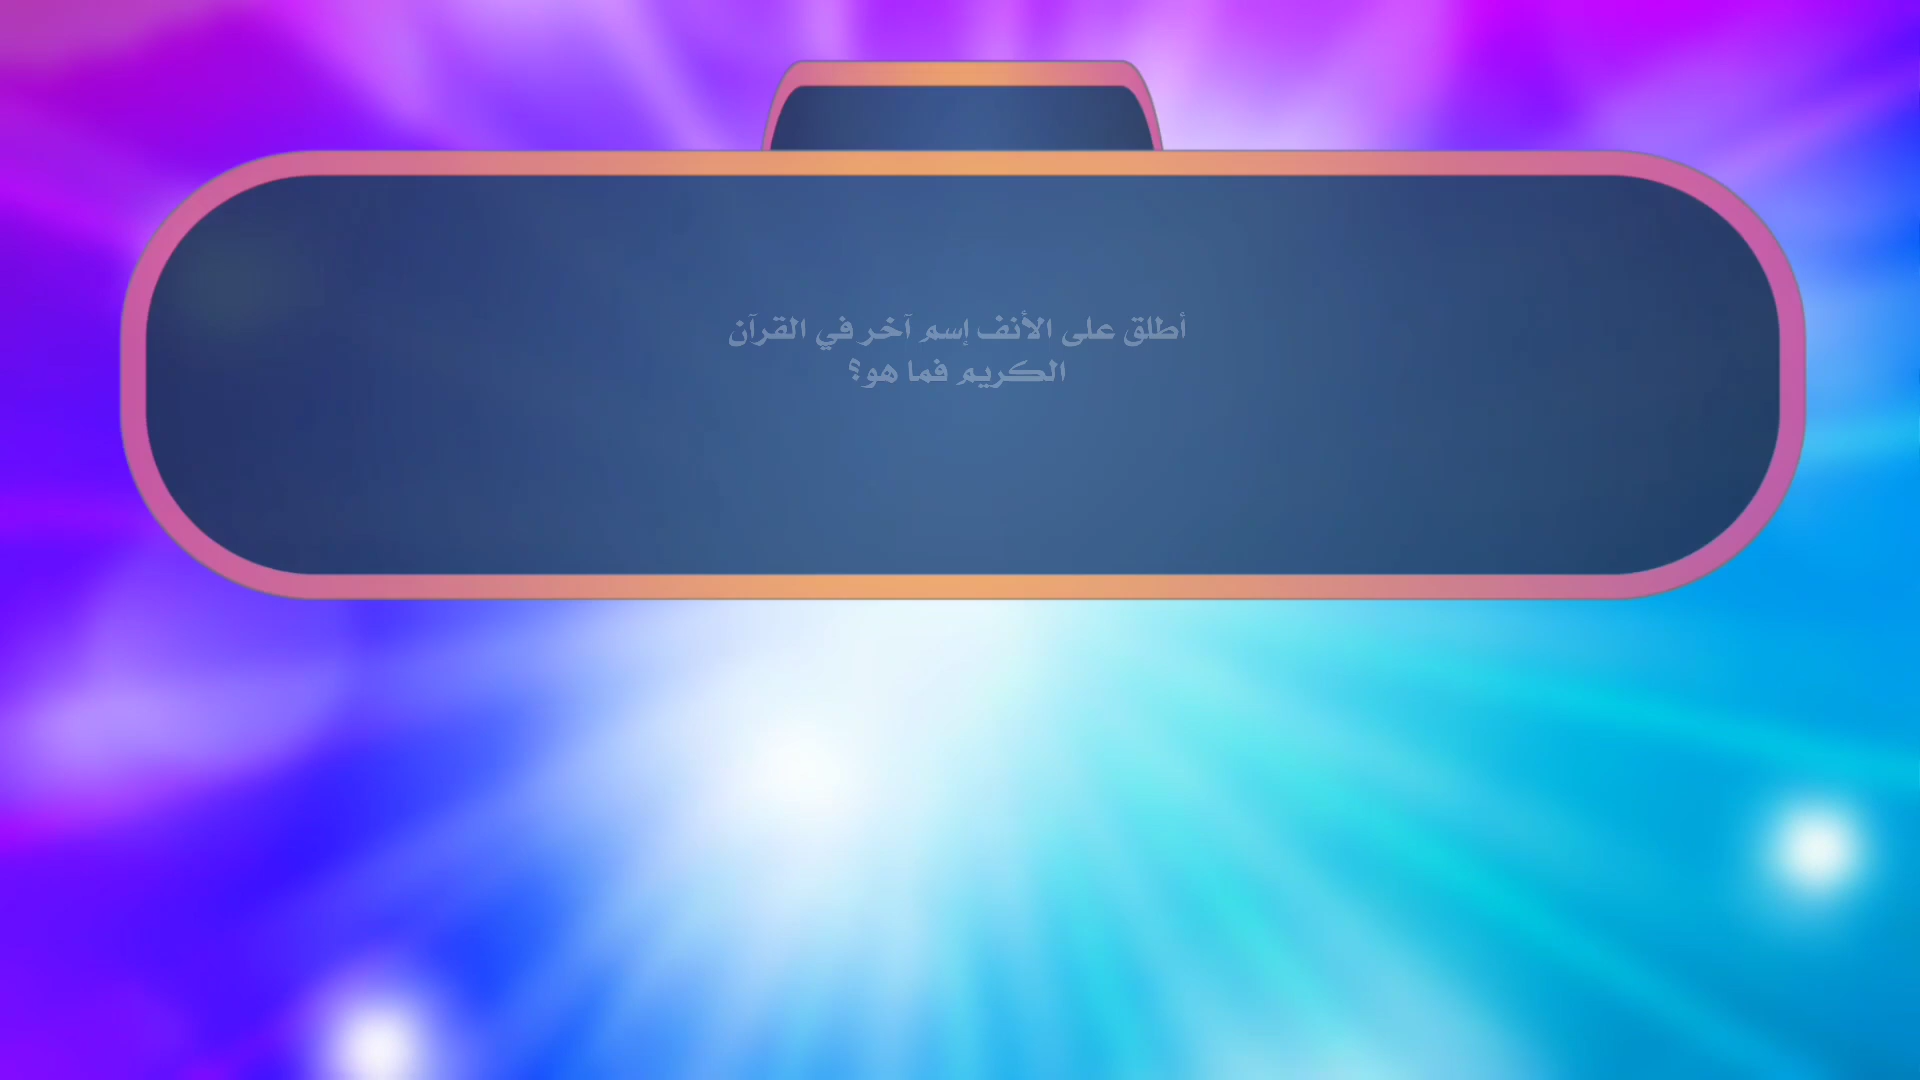 أطلق على الأنف إسم آخر في القرآن
الكريم فما هو؟